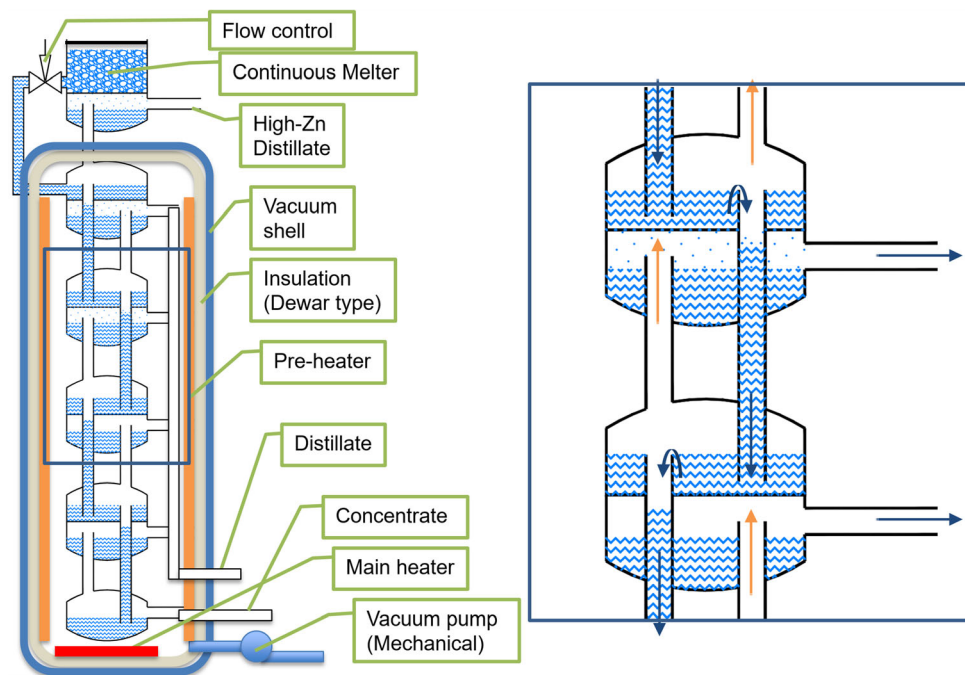 Flow control
Continuous Melter
High-Zn
Distillate
Vacuum
shell
Insulation
(Dewar type)
Pre-heater
Distillate
Concentrate
Main heater
Vacuum pump
(Mechanical)